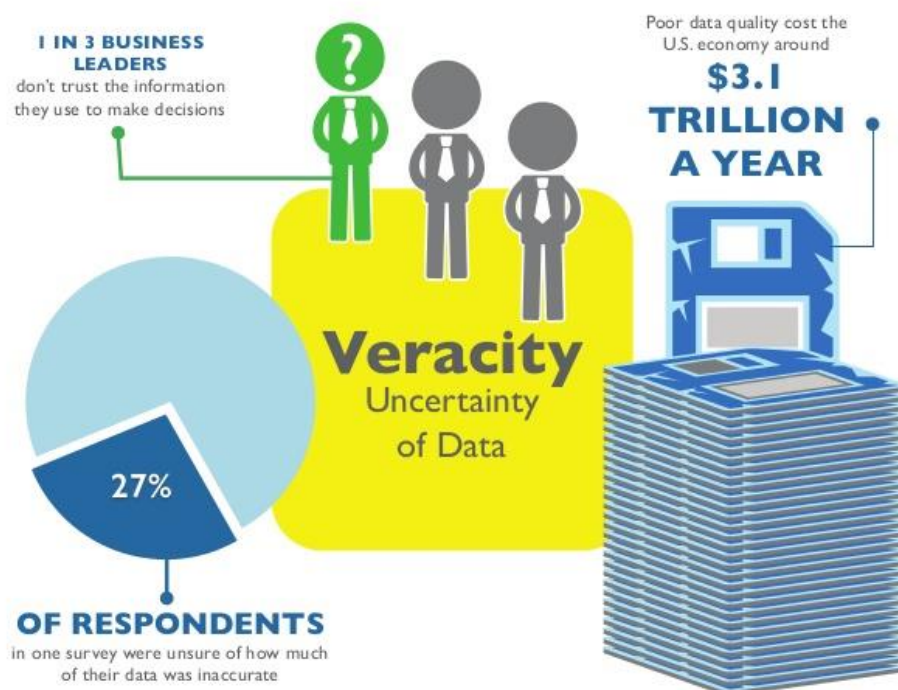 1 IN 3 BUSINESS
LEADERS
don't trust the information
they use to make decisions
?
Poor data quality cost the
U.S. economy around
$3.1
TRILLION
A YEAR
Veracity
Uncertainty
of Data
27%
OF RESPONDENTS
in one survey were unsure of how much
of their data was inaccurate